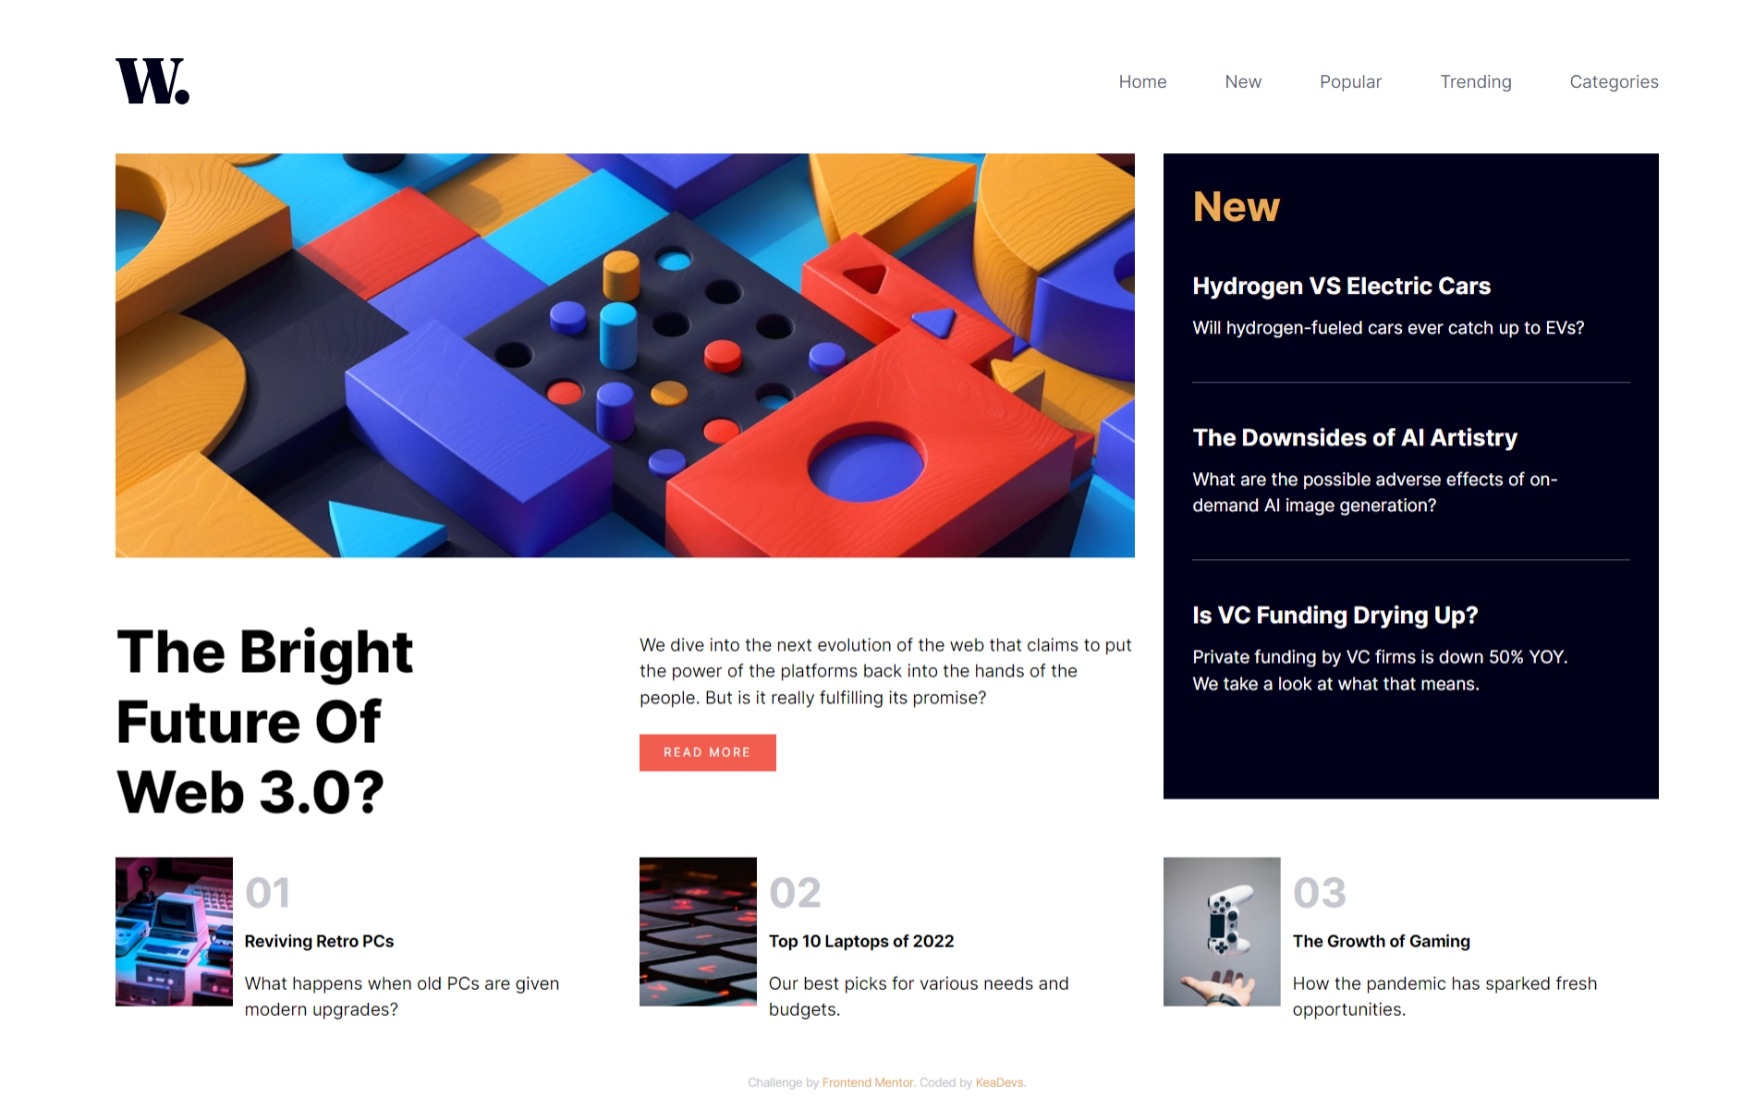 W.
Home New Popular Trending Categories
New
Hydrogen VS Electric Cars
Will hydrogen-fueled cars ever catch up to EVs?
The Downsides of AI Artistry
What are the possible adverse effects of on-
demand AI image generation?
Is VC Funding Drying Up?
Private funding by VC firms is down 50% YOY.
We take a look at what that means.
The Bright
Future Of
Web 3.0?
We dive into the next evolution of the web that claims to put
the power of the platforms back into the hands of the
people. But is it really fulfilling its promise?
READ MORE
01
Reviving Retro PCs
What happens when old PCs are given
modern upgrades?
02
Top 10 Laptops of 2022
Our best picks for various needs and
budgets.
03
The Growth of Gaming
How the pandemic has sparked fresh
opportunities.
Challenge by Frontend Mentor. Coded by KeaDevs.